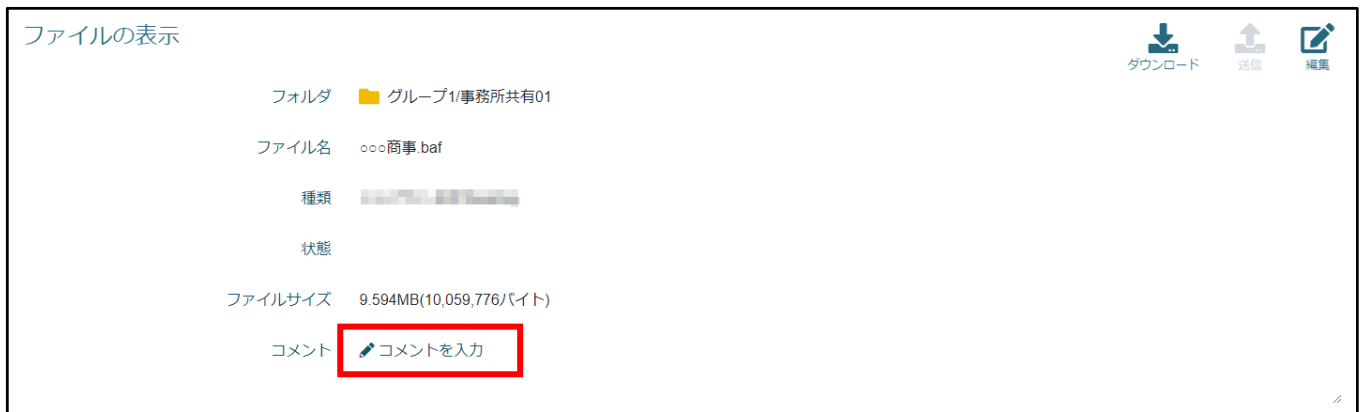 ファイルの表示
ダウンロード 送信 編集
フォルダ グループ1/事務所共有01
ファイル名 ○○○商事.baf
種類
状態
ファイルサイズ 9.594MB(10,059,776バイト)
コメント コメントを入力